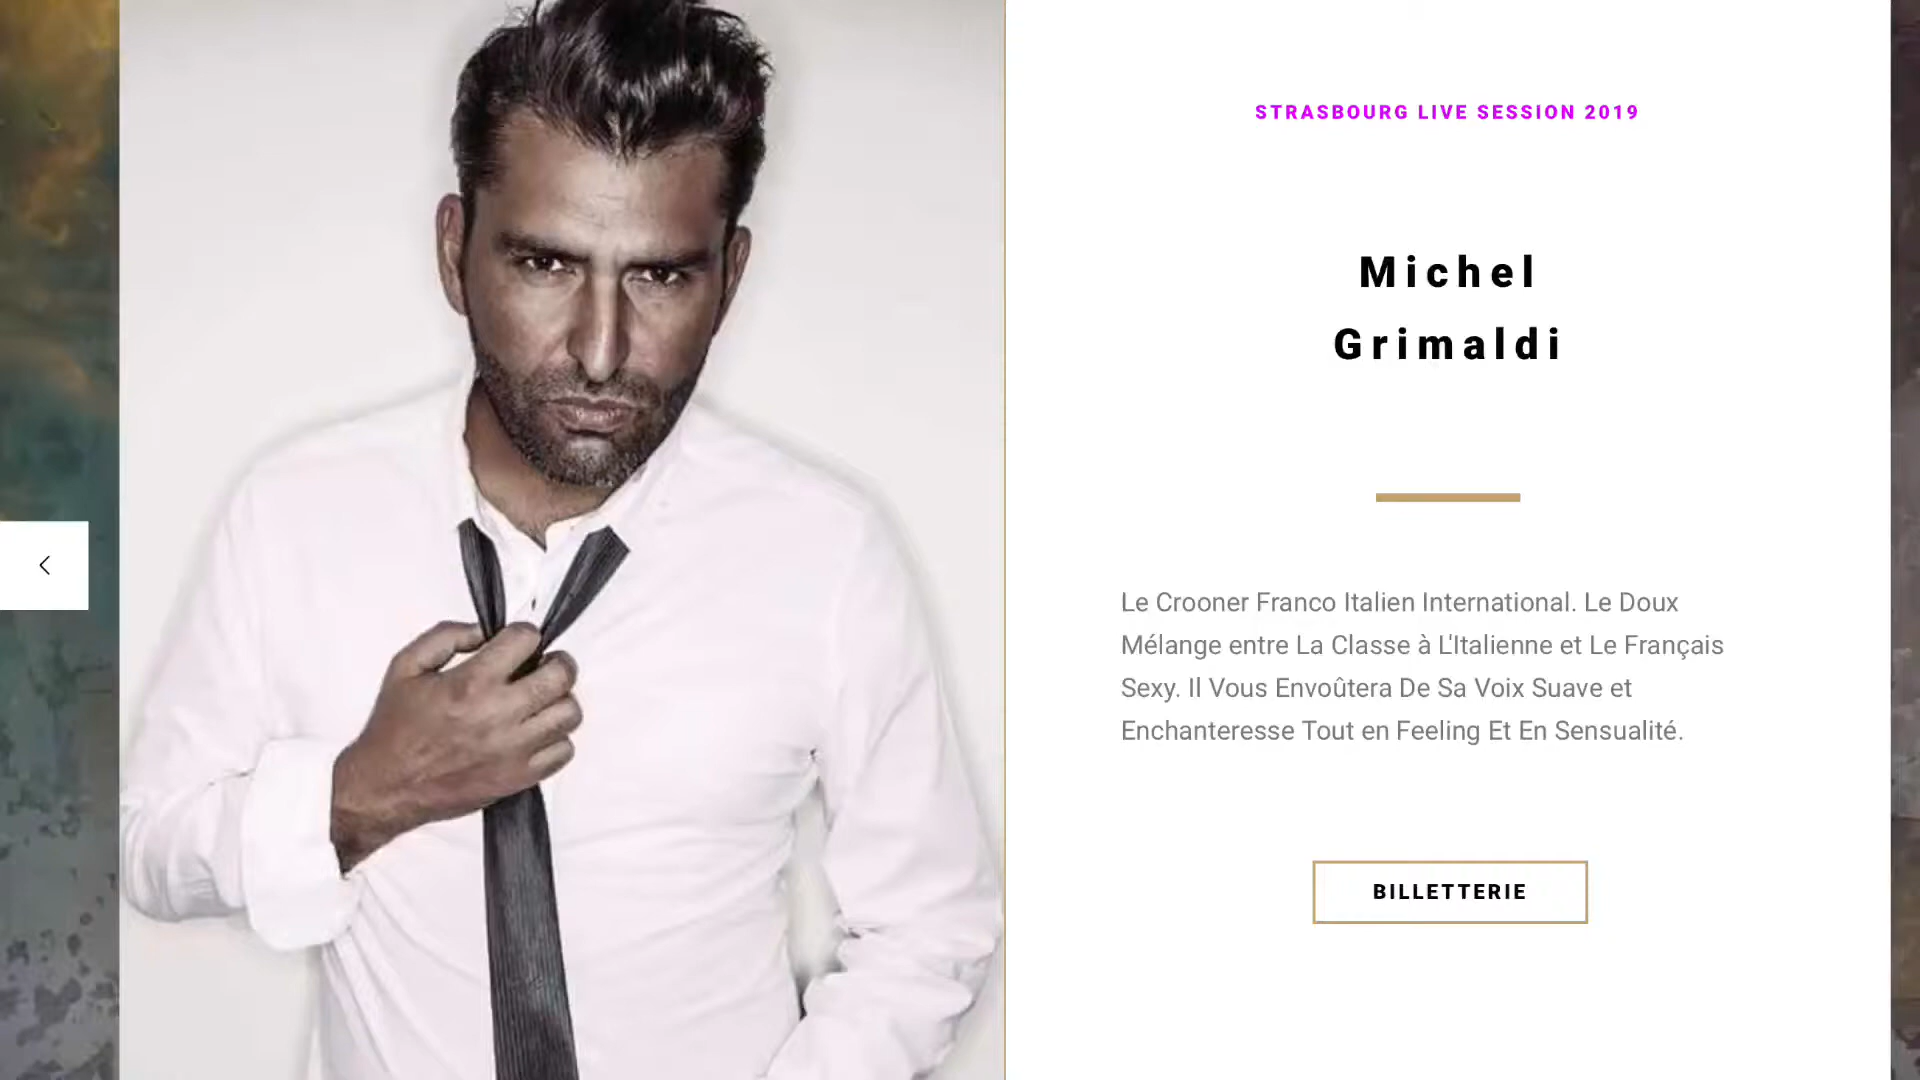 STRASBOURG LIVE SESSION 2019
Michel
Grimaldi
Le Crooner Franco Italien International. Le Doux
Mélange entre La Classe à L'Italienne et Le Français
Sexy. Il Vous Envoûtera De Sa Voix Suave et
Enchanteresse Tout en Feeling Et En Sensualité.
BILLETTERIE